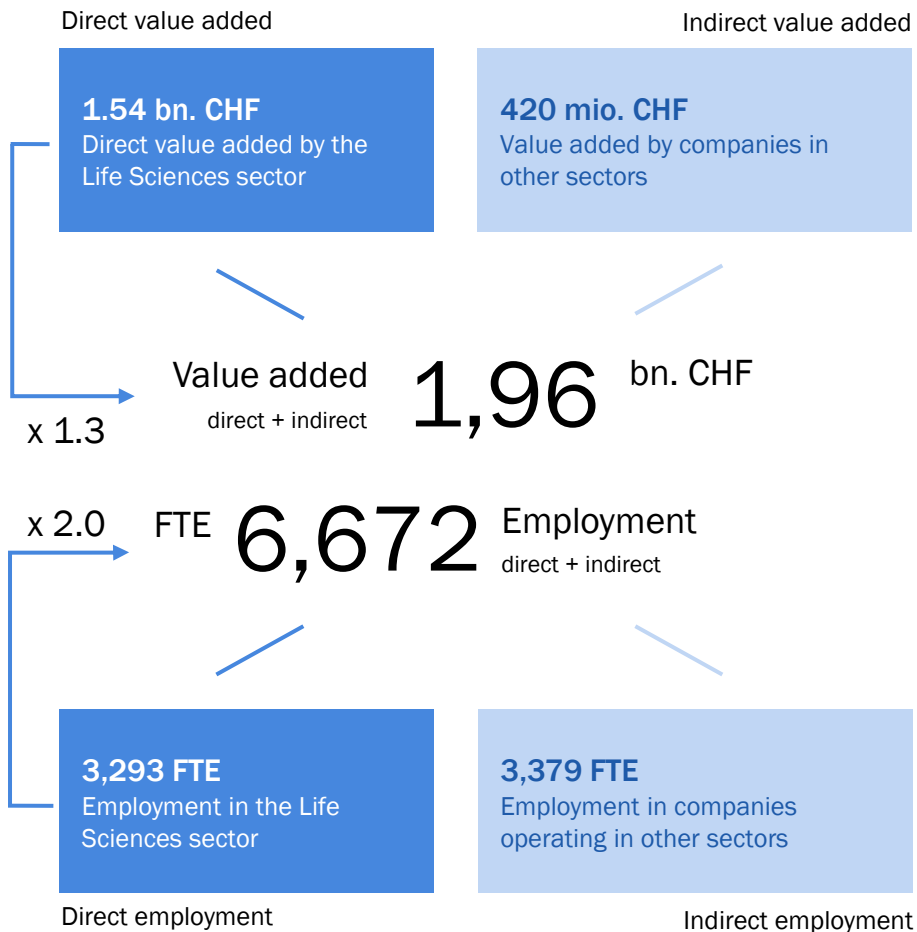 Direct value added
Indirect value added
1.54 bn. CHF
Direct value added by the
Life Sciences sector
420 mio. CHF
Value added by companies in
other sectors
Value added
direct + indirect
1,96
bn. CHF
x 1.3
x 2.0
FTE
6,672
Employment
direct + indirect
3,293 FTE
Employment in the Life
Sciences sector
3,379 FTE
Employment in companies
operating in other sectors
Direct employment
Indirect employment